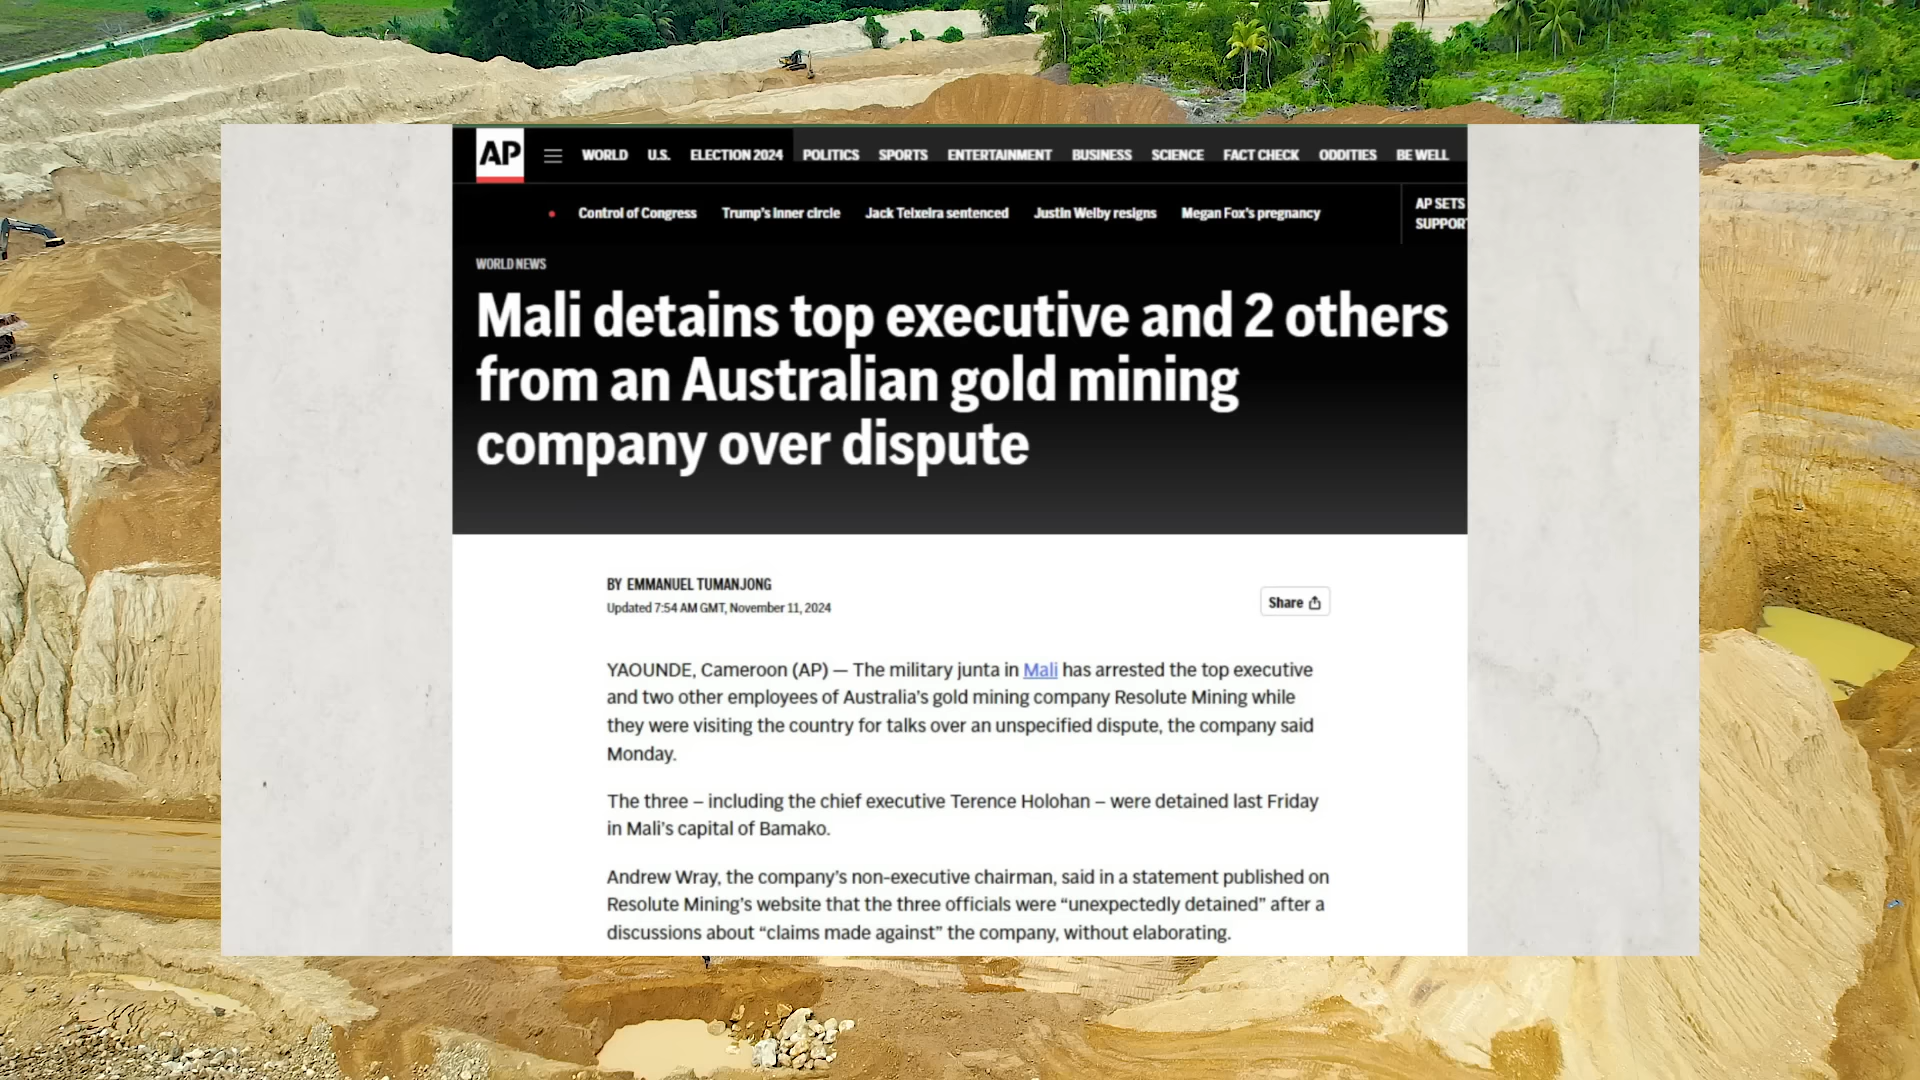 AP
WORLD U.S. ELECTION 2024 POLITICS SPORTS ENTERTAINMENT BUSINESS SCIENCE FACT CHECK ODDITIES BE WELL
Control of Congress Trump's inner circle Jack Teixeira sentenced Justin Welby resigns Megan Fox's pregnancy
AP SETS
SUPPORT
WORLD NEWS
Mali detains top executive and 2 others
from an Australian gold mining
company over dispute
BY EMMANUEL TUMANJONG
Updated 7:54 AM GMT, November 11, 2024
Share
YAOUNDE, Cameroon (AP) — The military junta in Mali has arrested the top executive
and two other employees of Australia's gold mining company Resolute Mining while
they were visiting the country for talks over an unspecified dispute, the company said
Monday.
The three – including the chief executive Terence Holohan – were detained last Friday
in Mali's capital of Bamako.
Andrew Wray, the company's non-executive chairman, said in a statement published on
Resolute Mining's website that the three officials were “unexpectedly detained” after a
discussions about “claims made against” the company, without elaborating.